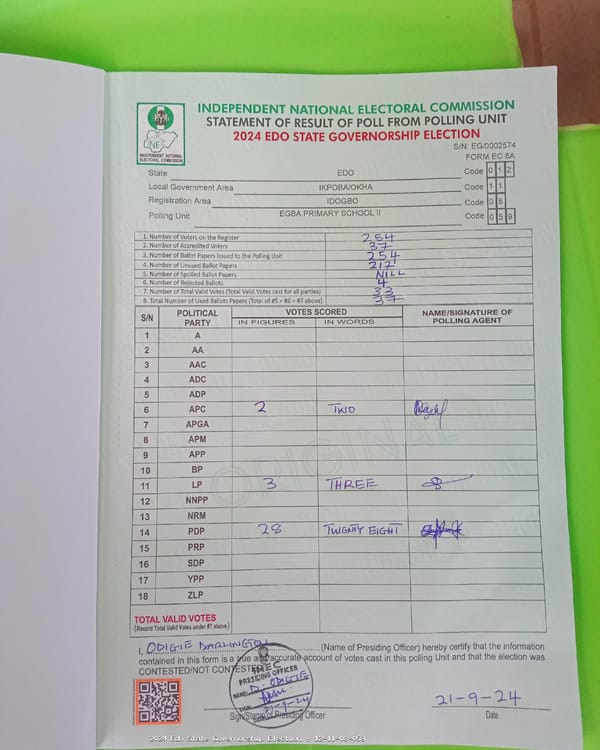 INDEPENDENT NATIONAL ELECTORAL COMMISSION
STATEMENT OF RESULT OF POLL FROM POLLING UNIT
2024 EDO STATE GOVERNORSHIP ELECTION
INEC
INDEPENDENT NATIONAL
ELECTORAL COMMISSION
S/N: EG/0002574
FORM EC 8A
State EDO Code 0 1 2
Local Government Area IKPOBA/OKHA Code 1 1
Registration Area IDOGBO Code 0 8
Polling Unit EGBA PRIMARY SCHOOL II Code 0 5 9
1. Number of Voters on the Register 254
2. Number of Accredited Voters 37
3. Number of Ballot Papers Issued to the Polling Unit 254
4. Number of Unused Ballot Papers 217
5. Number of Spoiled Ballot Papers NILL
6. Number of Rejected Ballots 4
7. Number of Total Valid Votes (Total Valid Votes cast for all parties) 33
8. Total Number of Used Ballots Papers (Total of #5 + #6 + #7 above) 37
S/N POLITICAL PARTY VOTES SCORED NAME/SIGNATURE OF POLLING AGENT
IN FIGURES IN WORDS
1 A
2 AA
3 AAC
4 ADC
5 ADP
6 APC 2 TWO
7 APGA
8 APM
9 APP
10 BP
11 LP 3 THREE
12 NNPP
13 NRM
14 PDP 28 TWENTY EIGHT
15 PRP
16 SDP
17 YPP
18 ZLP
ORIGINAL
TOTAL VALID VOTES
(Record Total Valid Votes under #7 above)
I, ODIGIE DARLINGTON (Name of Presiding Officer) hereby certify that the information
contained in this form is a true and accurate account of votes cast in this polling Unit and that the election was
CONTESTED/NOT CONTESTED
INEC
PRESIDING OFFICER
NAME: D. ODIGIE
SIGN
21-9-24
Sign/Stamp of Presiding Officer
21-9-24
Date
2024 Edo State Governorship Election - 12-11-08-059